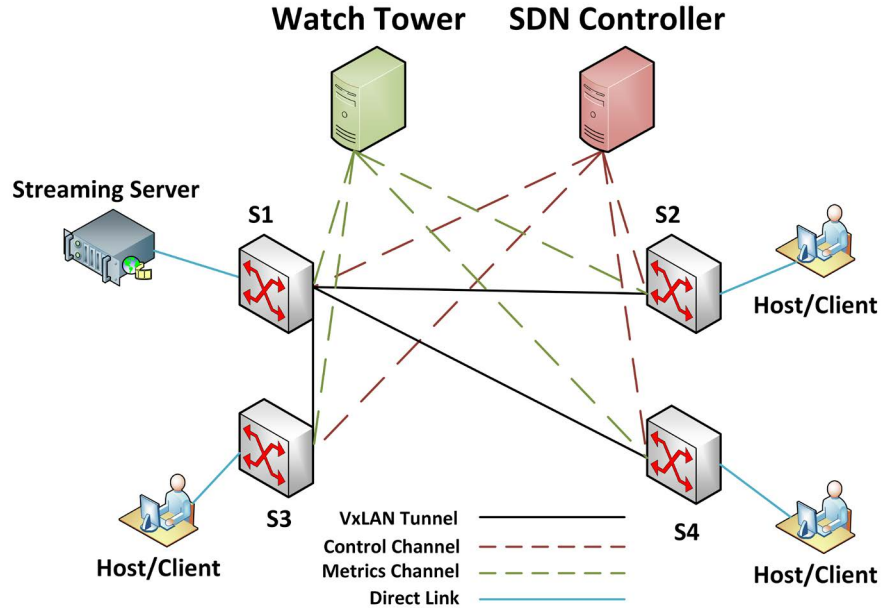 Watch Tower
SDN Controller
Streaming Server
S1
S2
Host/Client
S3
S4
Host/Client
Host/Client
VxLAN Tunnel
Control Channel
Metrics Channel
Direct Link